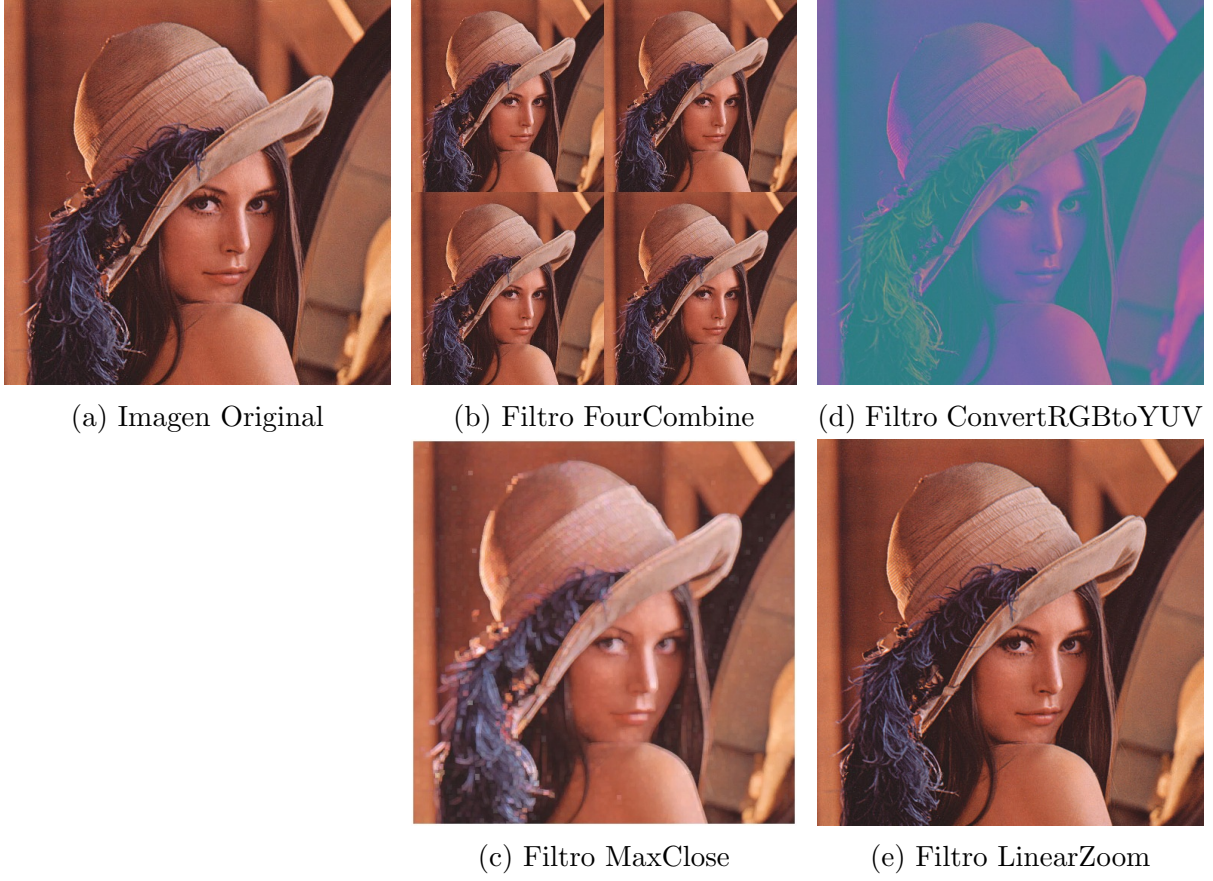 (a) Imagen Original
(b) Filtro FourCombine
(d) Filtro ConvertRGBtoYUV
(c) Filtro MaxClose
(e) Filtro LinearZoom